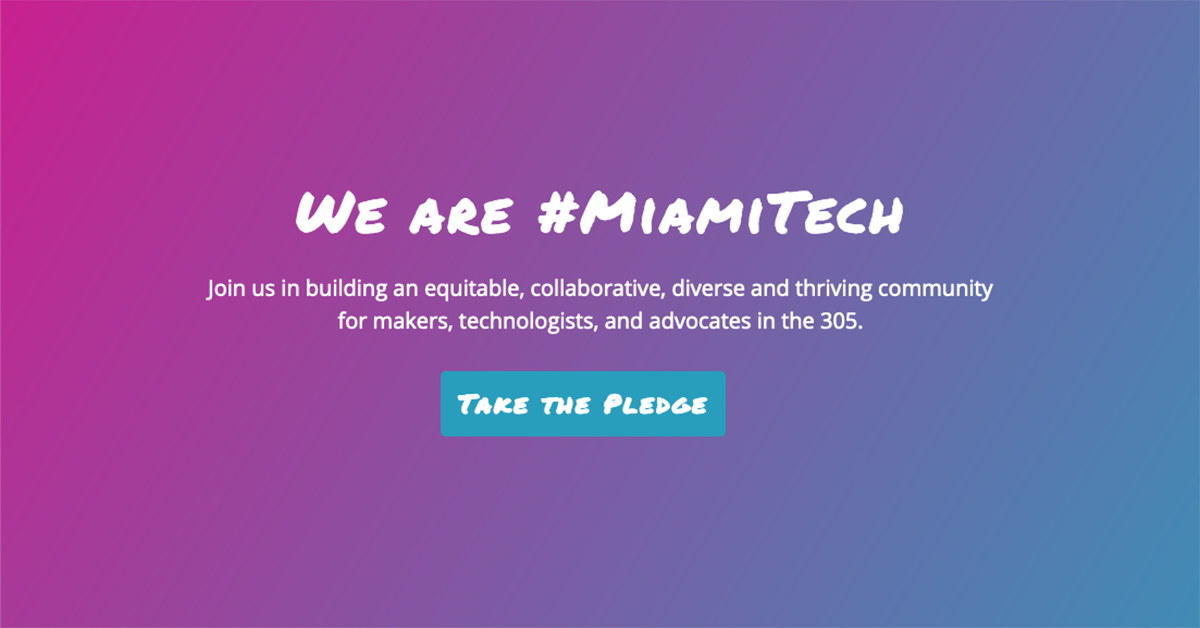 We are #MiamiTech
Join us in building an equitable, collaborative, diverse and thriving community
for makers, technologists, and advocates in the 305.
Take the Pledge